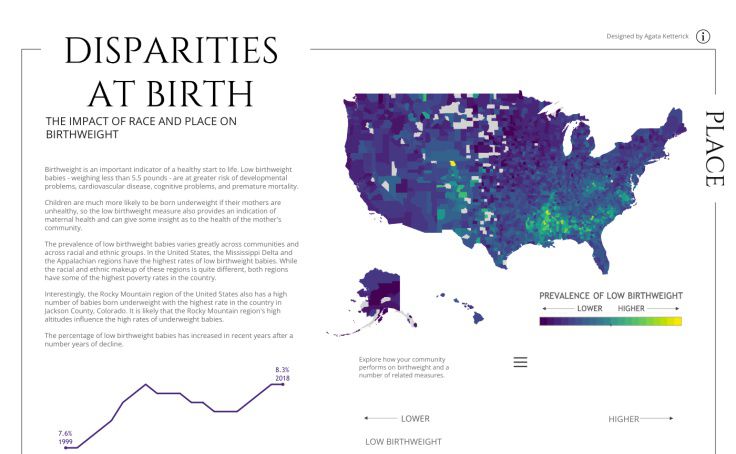 Designed by Agata Ketterick
DISPARITIES
AT BIRTH
THE IMPACT OF RACE AND PLACE ON
BIRTHWEIGHT
PLACE
Birthweight is an important indicator of a healthy start to life. Low birthweight
babies - weighing less than 5.5 pounds - are at greater risk of developmental
problems, cardiovascular disease, cognitive problems, and premature mortality.
Children are much more likely to be born underweight if their mothers are
unhealthy, so the low birthweight measure also provides an indication of
maternal health and can give some insight as to the health of the mother's
community.
The prevalence of low birthweight babies varies greatly across communities and
across racial and ethnic groups. In the United States, the Mississippi Delta and
the Appalachian regions have the highest rates of low birthweight babies. While
the racial and ethnic makeup of these regions is quite different, both regions
have some of the highest poverty rates in the country.
Interestingly, the Rocky Mountain region of the United States also has a high
number of babies born underweight with the highest rate in the country in
Jackson County, Colorado. It is likely that the Rocky Mountain region's high
altitudes influence the high rates of underweight babies.
The percentage of low birthweight babies has increased in recent years after a
number years of decline.
8.3%
2018
7.6%
1999
PREVALENCE OF LOW BIRTHWEIGHT
LOWER HIGHER
Explore how your community
performs on birthweight and a
number of related measures.
LOWER HIGHER
LOW BIRTHWEIGHT